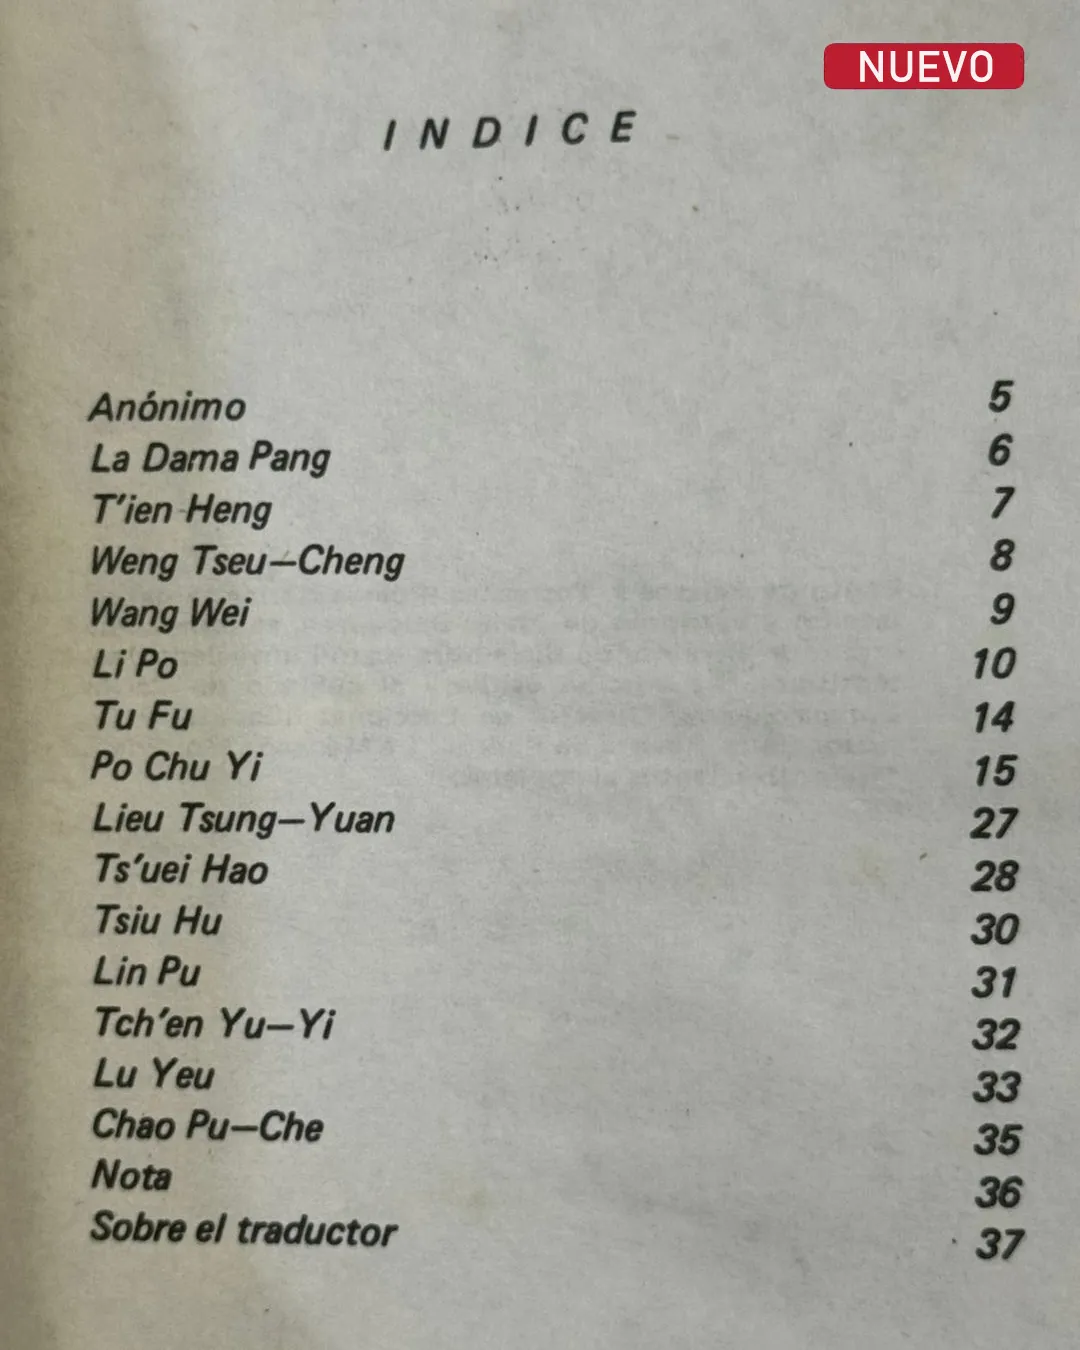 NUEVO
INDICE
Anónimo 5
La Dama Pang 6
T'ien Heng 7
Weng Tseu—Cheng 8
Wang Wei 9
Li Po 10
Tu Fu 14
Po Chu Yi 15
Lieu Tsung—Yuan 27
Ts'uei Hao 28
Tsiu Hu 30
Lin Pu 31
Tch'en Yu—Yi 32
Lu Yeu 33
Chao Pu—Che 35
Nota 36
Sobre el traductor 37